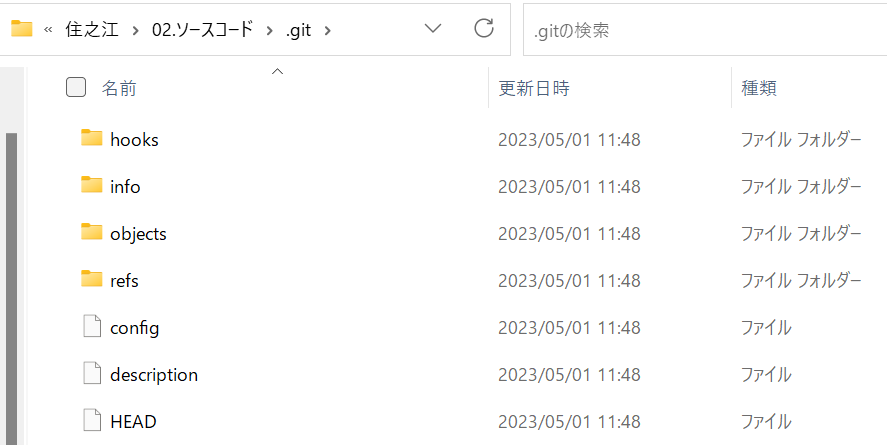 « 住之江 > 02.ソースコード > .git >
.gitの検索
名前 更新日時 種類
hooks 2023/05/01 11:48 ファイル フォルダー
info 2023/05/01 11:48 ファイル フォルダー
objects 2023/05/01 11:48 ファイル フォルダー
refs 2023/05/01 11:48 ファイル フォルダー
config 2023/05/01 11:48 ファイル
description 2023/05/01 11:48 ファイル
HEAD 2023/05/01 11:48 ファイル